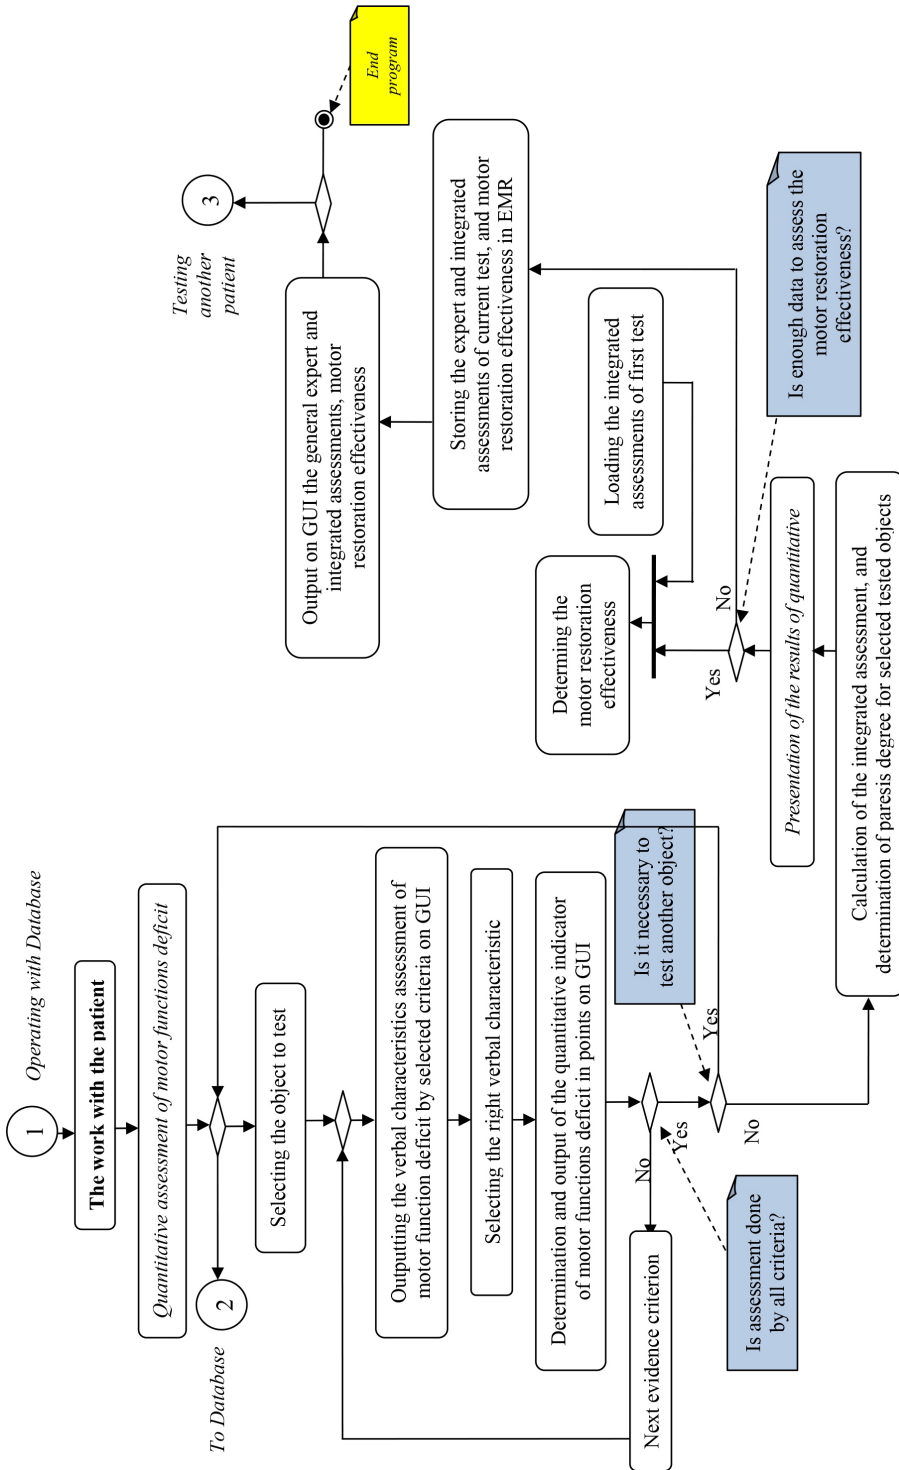 1
Operating with Database
The work with the patient
Quantitative assessment of motor functions deficit
2
To Database
Selecting the object to test
Outputting the verbal characteristics assessment of
motor function deficit by selected criteria on GUI
Selecting the right verbal characteristic
Determination and output of the quantitative indicator
of motor functions deficit in points on GUI
No
Yes
Next evidence criterion
Is assessment done
by all criteria?
Is it necessary to
test another object?
Yes
No
Calculation of the integrated assessment, and
determination of paresis degree for selected tested objects
Presentation of the results of quantitative
Yes
No
Is enough data to assess the
motor restoration
effectiveness?
Determing the
motor restoration
effectiveness
Loading the integrated
assessments of first test
Storing the expert and integrated
assessments of current test, and motor
restoration effectiveness in EMR
Output on GUI the general expert and
integrated assessments, motor
restoration effectiveness
Testing
another
patient
3
End
program